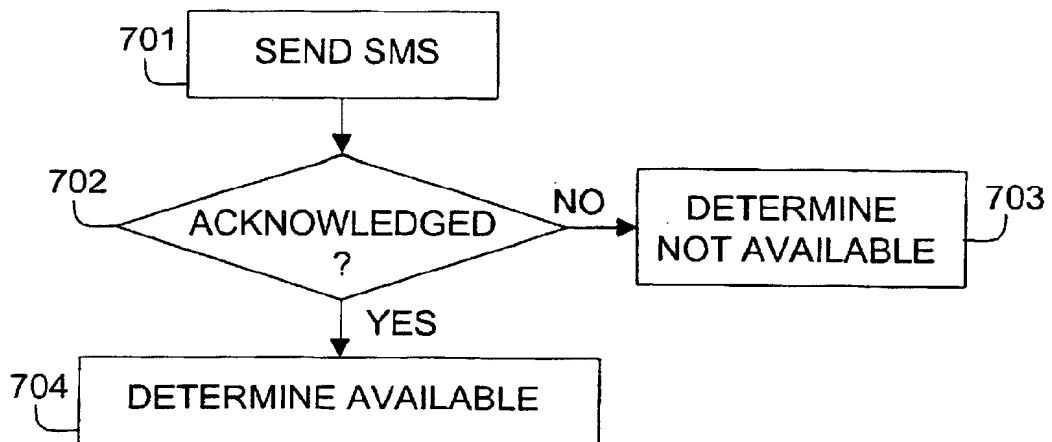 701
SEND SMS
702
ACKNOWLEDGED
?
NO
DETERMINE
NOT AVAILABLE
703
YES
704
DETERMINE AVAILABLE